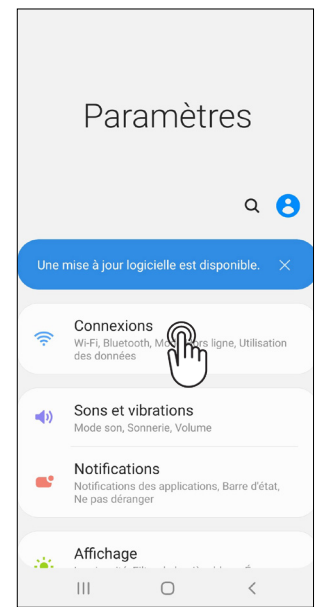 Paramètres
Une mise à jour logicielle est disponible.
Connexions
Wi-Fi, Bluetooth, ligne, Utilisation
des données
Sons et vibrations
Mode son, Sonnerie, Volume
Notifications
Notifications des applications, Barre d'état,
Ne pas déranger
Affichage